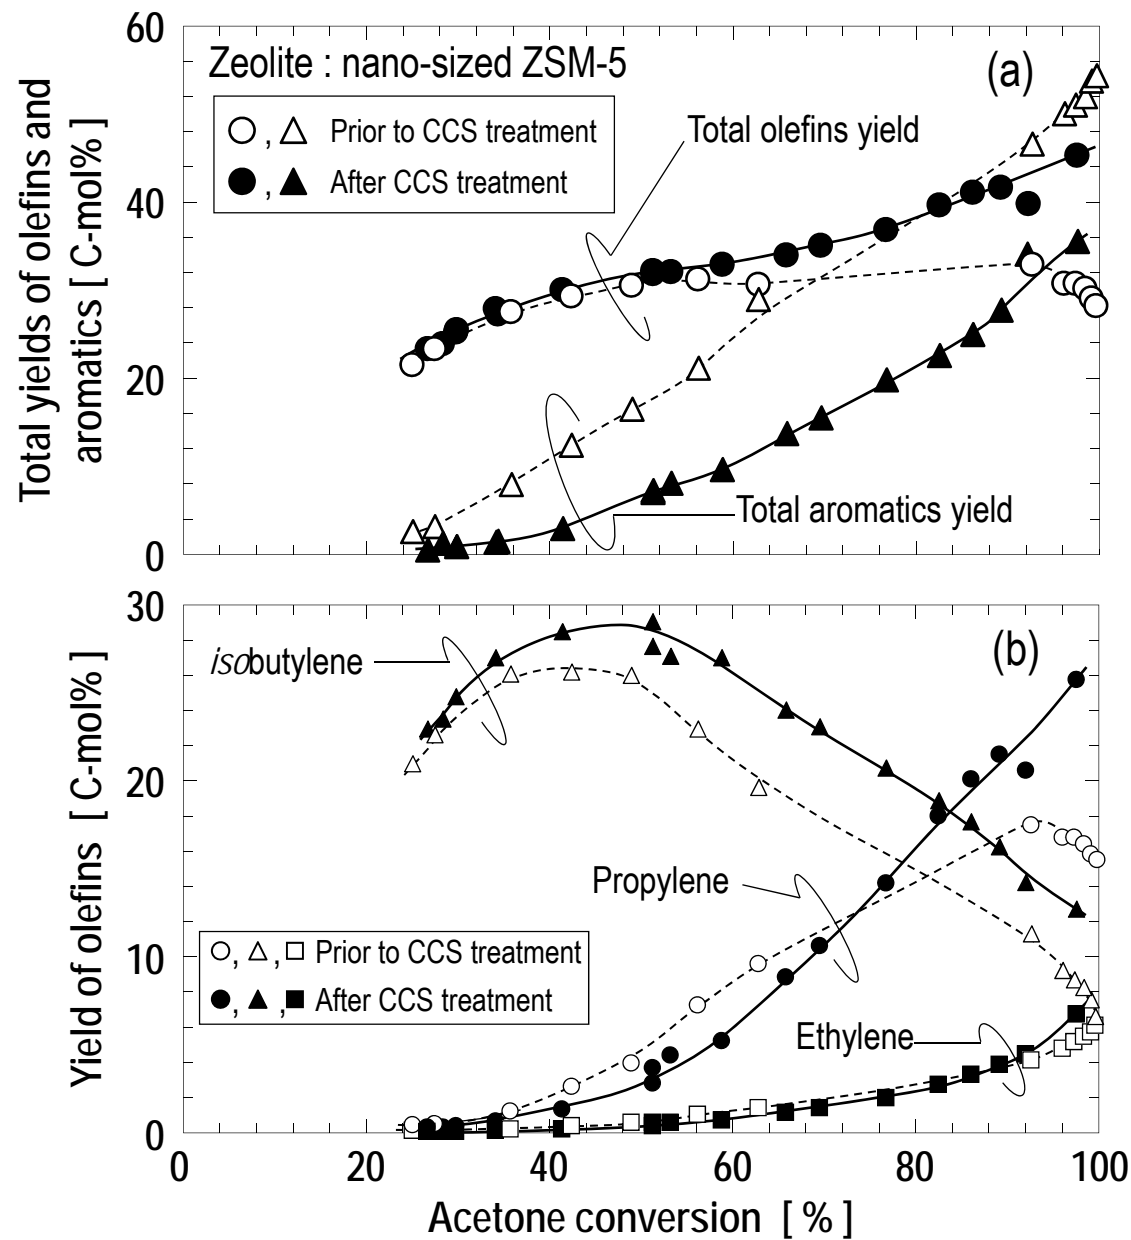 Total yields of olefins and
aromatics [ C-mol% ]
60
40
20
0
Zeolite : nano-sized ZSM-5
(a)
, Prior to CCS treatment
, After CCS treatment
Total olefins yield
Total aromatics yield
Yield of olefins [ C-mol% ]
30
20
10
0
isobutylene
(b)
Propylene
, , Prior to CCS treatment
, , After CCS treatment
Ethylene
0 20 40 60 80 100
Acetone conversion [ % ]